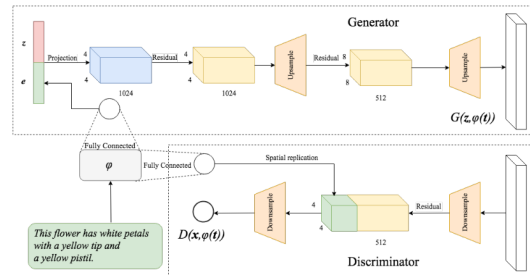 Generator
z
Projection
4
4
1024
Residual
4
4
1024
Upsample
Residual
8
8
512
Upsample
e
G(z,φ(t))
Fully Connected
φ
Fully Connected
Spatial replication
4
4
512
Residual
Downsample
Downsample
D(x,φ(t))
Discriminator
This flower has white petals
with a yellow tip and
a yellow pistil.